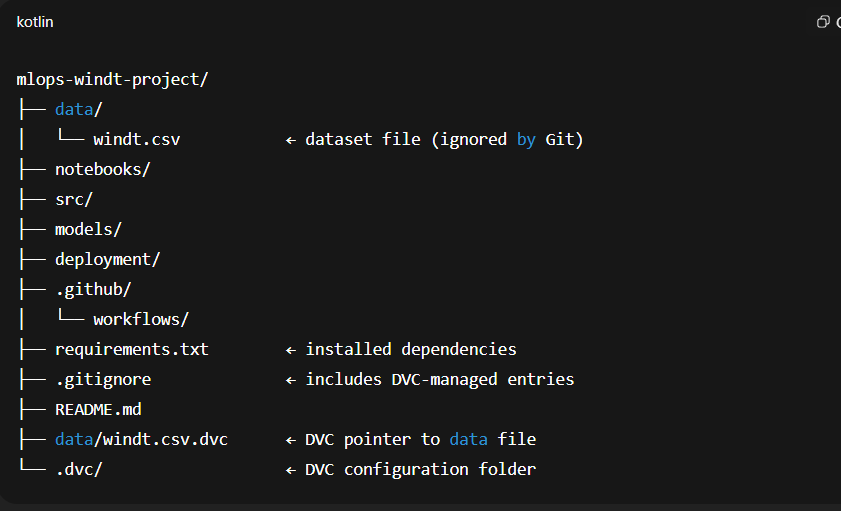 kotlin
mlops-windt-project/
├── data/
│   └── windt.csv           ← dataset file (ignored by Git)
├── notebooks/
├── src/
├── models/
├── deployment/
├── .github/
│   └── workflows/
├── requirements.txt        ← installed dependencies
├── .gitignore              ← includes DVC-managed entries
├── README.md
├── data/windt.csv.dvc      ← DVC pointer to data file
└── .dvc/                   ← DVC configuration folder